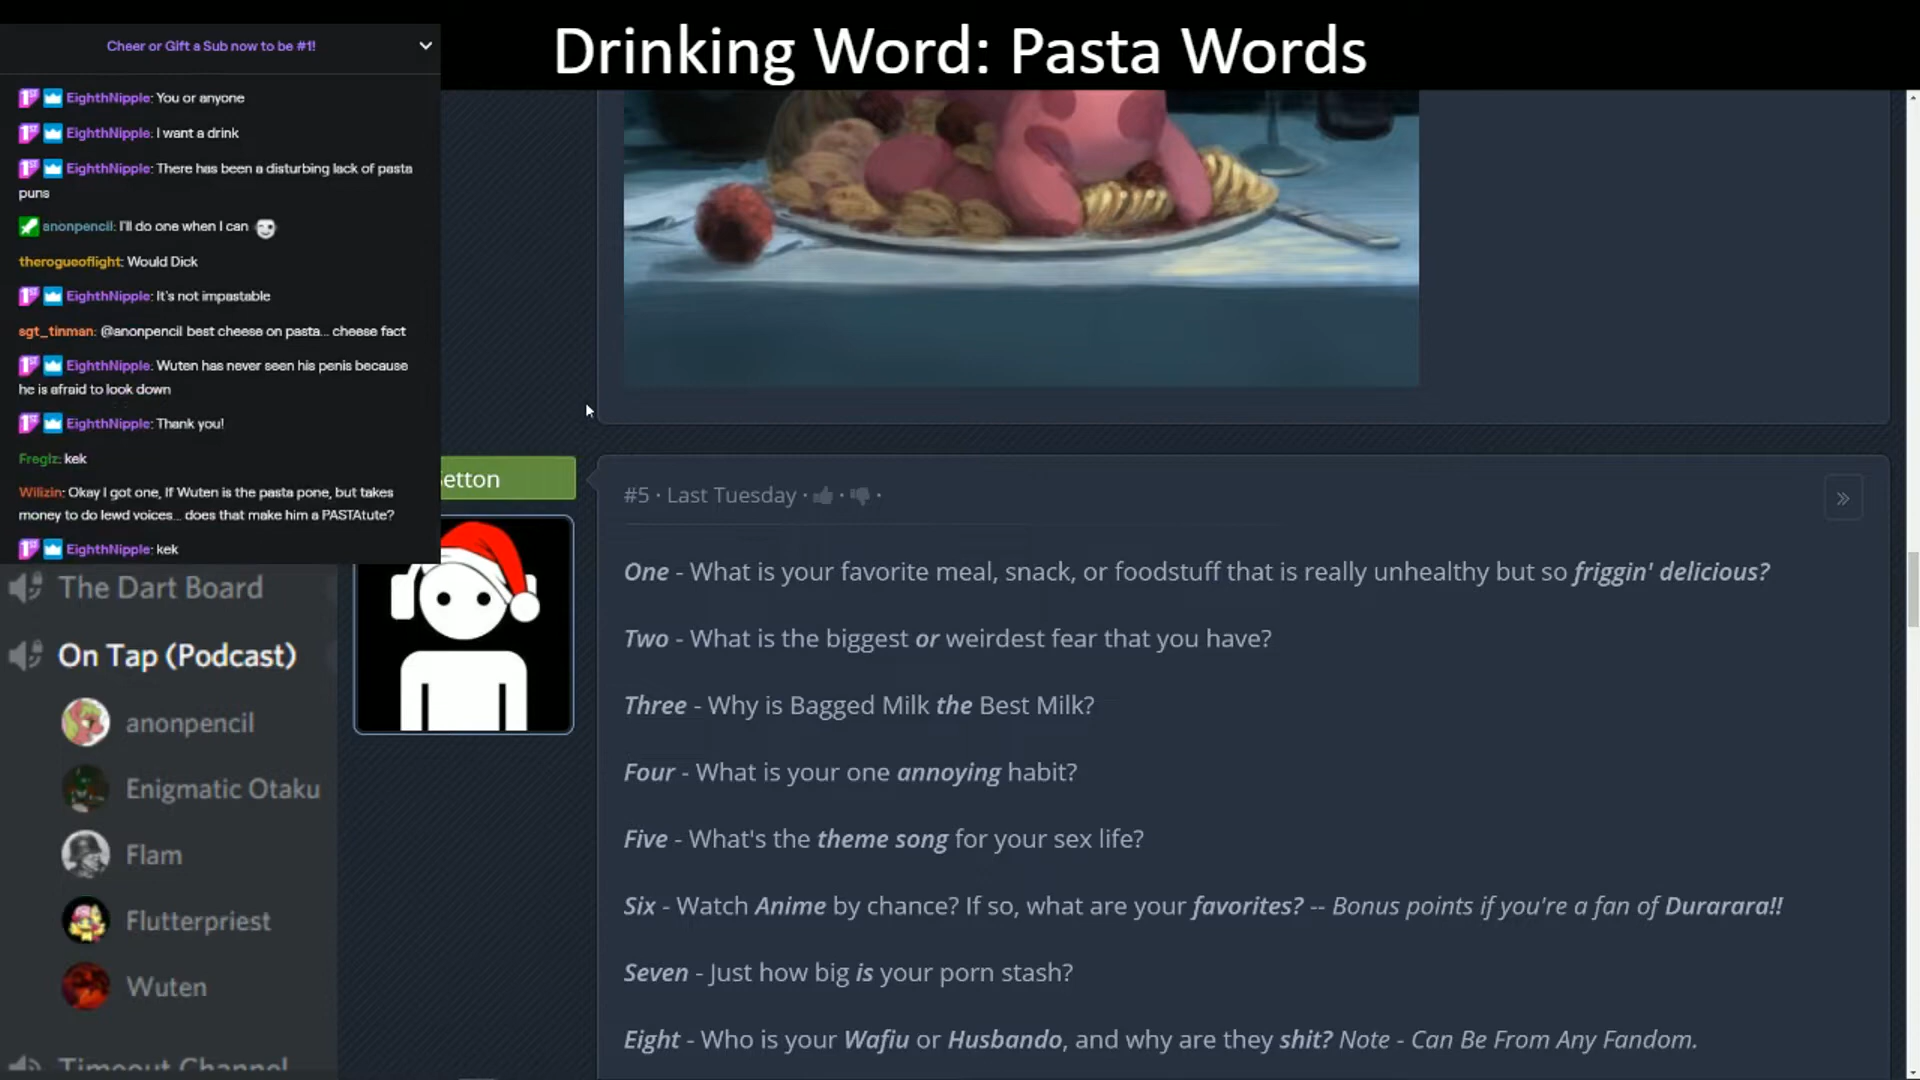 Drinking Word: Pasta Words
Cheer or Gift a Sub now to be #1!
EighthNipple: You or anyone
EighthNipple: I want a drink
EighthNipple: There has been a disturbing lack of pasta
puns
anonpencil: I'll do one when I can
therogueoflight: Would Dick
EighthNipple: It's not impastable
sgt_tinman: @anonpencil best cheese on pasta... cheese fact
EighthNipple: Wuten has never seen his penis because
he is afraid to look down
EighthNipple: Thank you!
Freglz: kek
Wilizin: Okay I got one, If Wuten is the pasta pone, but takes
money to do lewd voices... does that make him a PASTAtute?
EighthNipple: kek
The Dart Board
On Tap (Podcast)
anonpencil
Enigmatic Otaku
Flam
Flutterpriest
Wuten
Timeout Channel
etton
#5 · Last Tuesday · · ·
»
One - What is your favorite meal, snack, or foodstuff that is really unhealthy but so friggin' delicious?
Two - What is the biggest or weirdest fear that you have?
Three - Why is Bagged Milk the Best Milk?
Four - What is your one annoying habit?
Five - What's the theme song for your sex life?
Six - Watch Anime by chance? If so, what are your favorites? -- Bonus points if you're a fan of Durarara!!
Seven - Just how big is your porn stash?
Eight - Who is your Wafiu or Husbando, and why are they shit? Note - Can Be From Any Fandom.